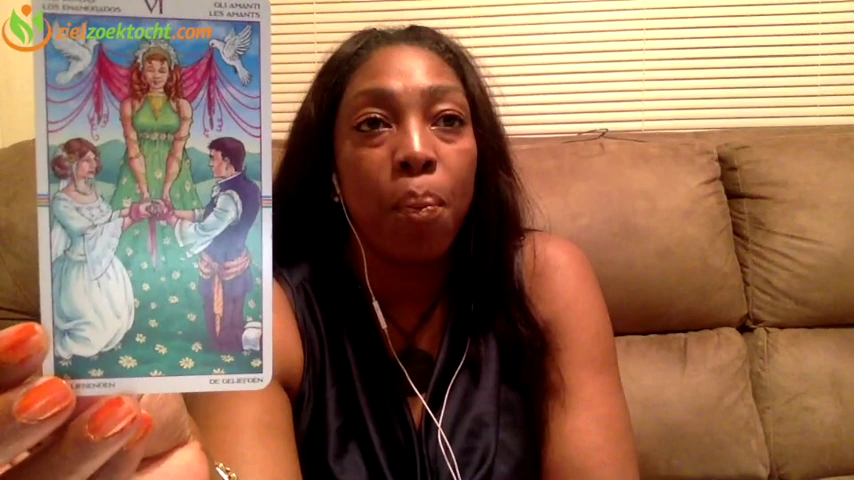 zielzoektocht.com
VI
LOS ENAMORADOS
GLI AMANTI
LES AMANTS
DE GELIEFDEN